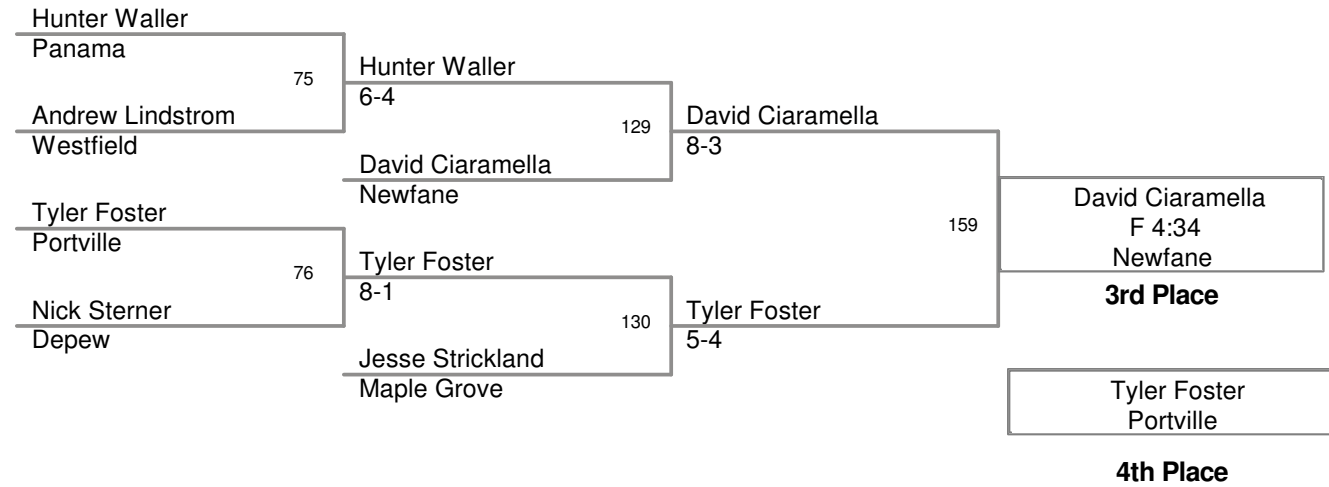 Hunter Waller
Panama
75
Hunter Waller
6-4
Andrew Lindstrom
Westfield
129
David Ciaramella
8-3
David Ciaramella
Newfane
Tyler Foster
Portville
159
David Ciaramella
F 4:34
Newfane
3rd Place
76
Tyler Foster
8-1
Nick Sterner
Depew
130
Tyler Foster
5-4
Jesse Strickland
Maple Grove
Tyler Foster
Portville
4th Place